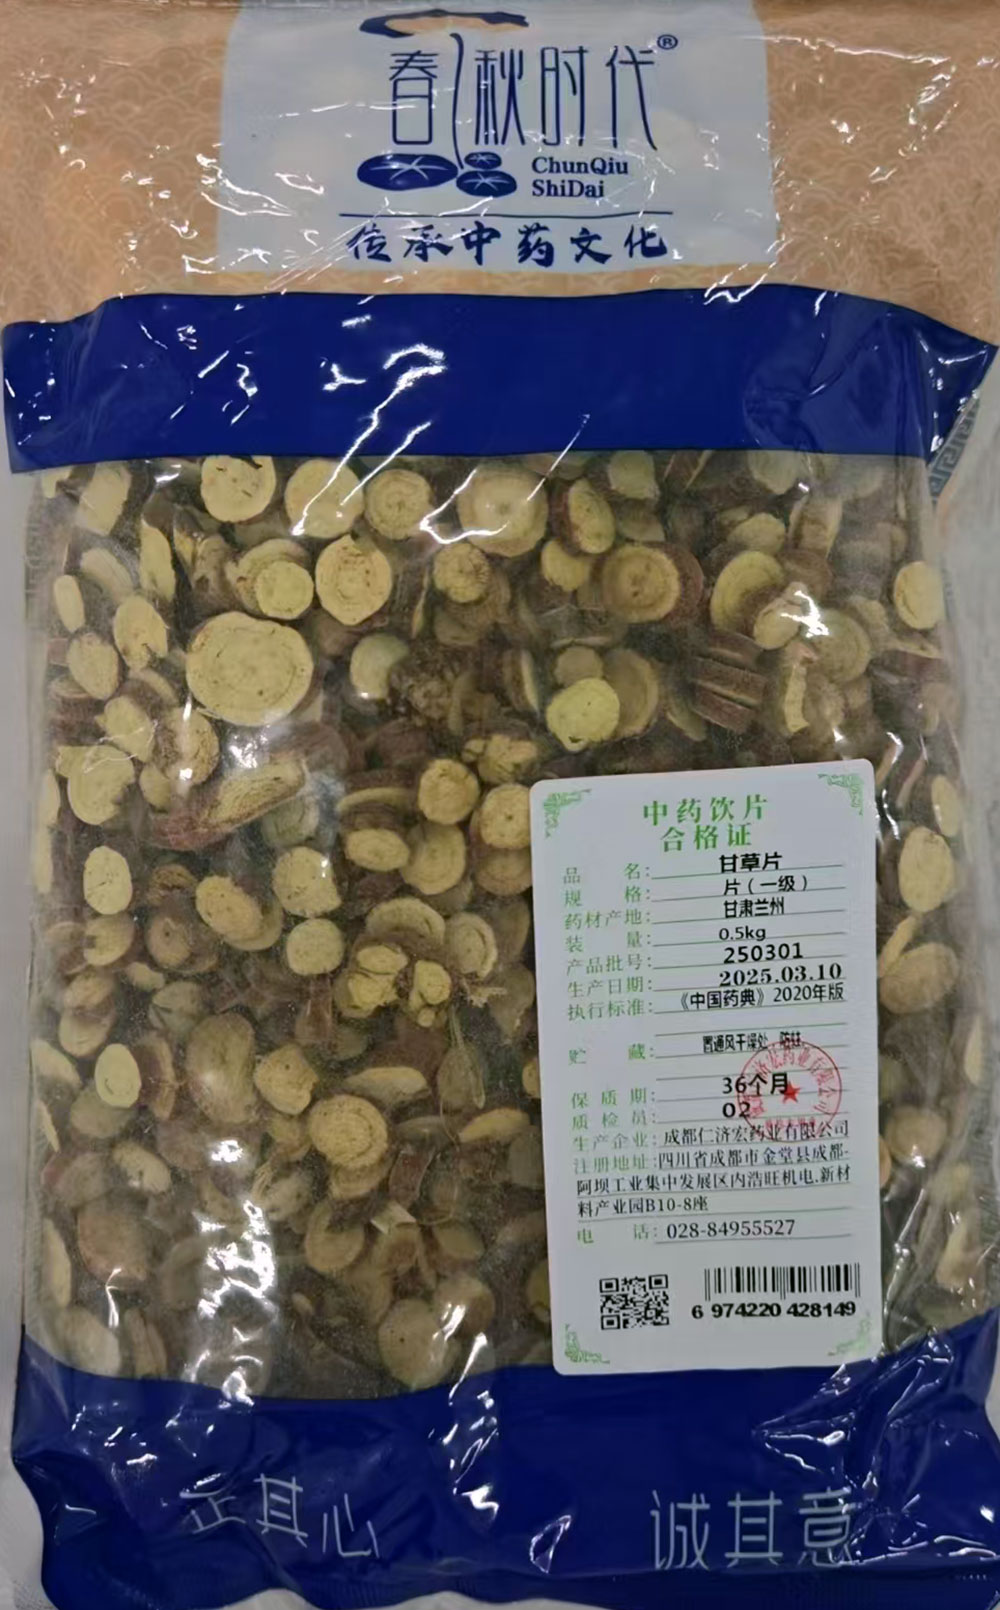 春秋时代®
ChunQiu
ShiDai
传承中药文化
中药饮片
合格证
品名：甘草片
规格：片（一级）
药材产地：甘肃兰州
装量：0.5kg
产品批号：250301
生产日期：2025.03.10
执行标准：《中国药典》2020年版
贮藏：置通风干燥处，防蛀。
保质期：36个月
质检员：02
生产企业：成都仁济宏药业有限公司
注册地址：四川省成都市金堂县成都-
阿坝工业集中发展区内浩旺机电.新材
料产业园B10-8座
电话：028-84955527
6 974220 428149
正其心 诚其意